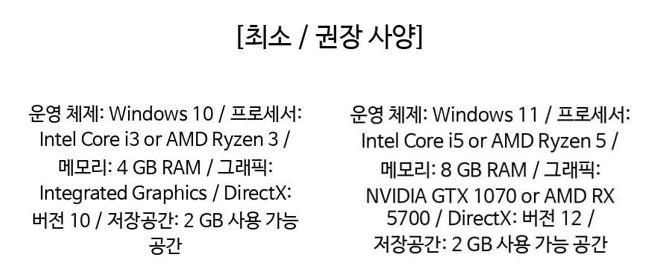 [최소 / 권장 사양]
운영 체제: Windows 10 / 프로세서:
Intel Core i3 or AMD Ryzen 3 /
메모리: 4 GB RAM / 그래픽:
Integrated Graphics / DirectX:
버전 10 / 저장공간: 2 GB 사용 가능
공간
운영 체제: Windows 11 / 프로세서:
Intel Core i5 or AMD Ryzen 5 /
메모리: 8 GB RAM / 그래픽:
NVIDIA GTX 1070 or AMD RX
5700 / DirectX: 버전 12 /
저장공간: 2 GB 사용 가능 공간